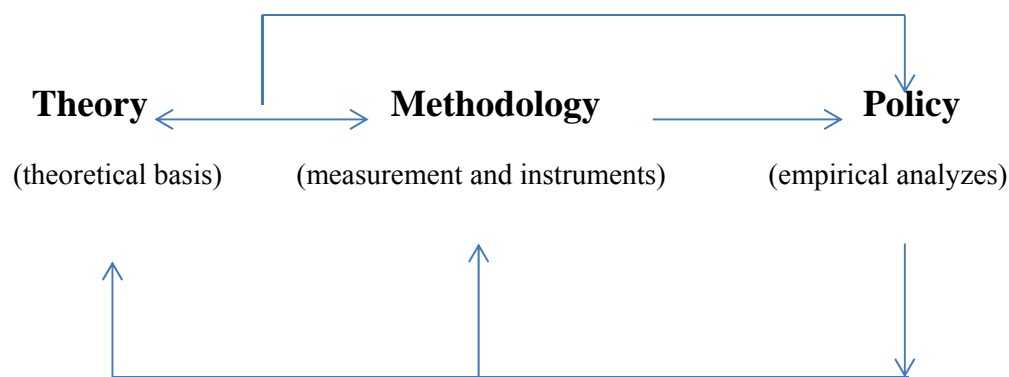 Theory Methodology Policy
(theoretical basis) (measurement and instruments) (empirical analyzes)